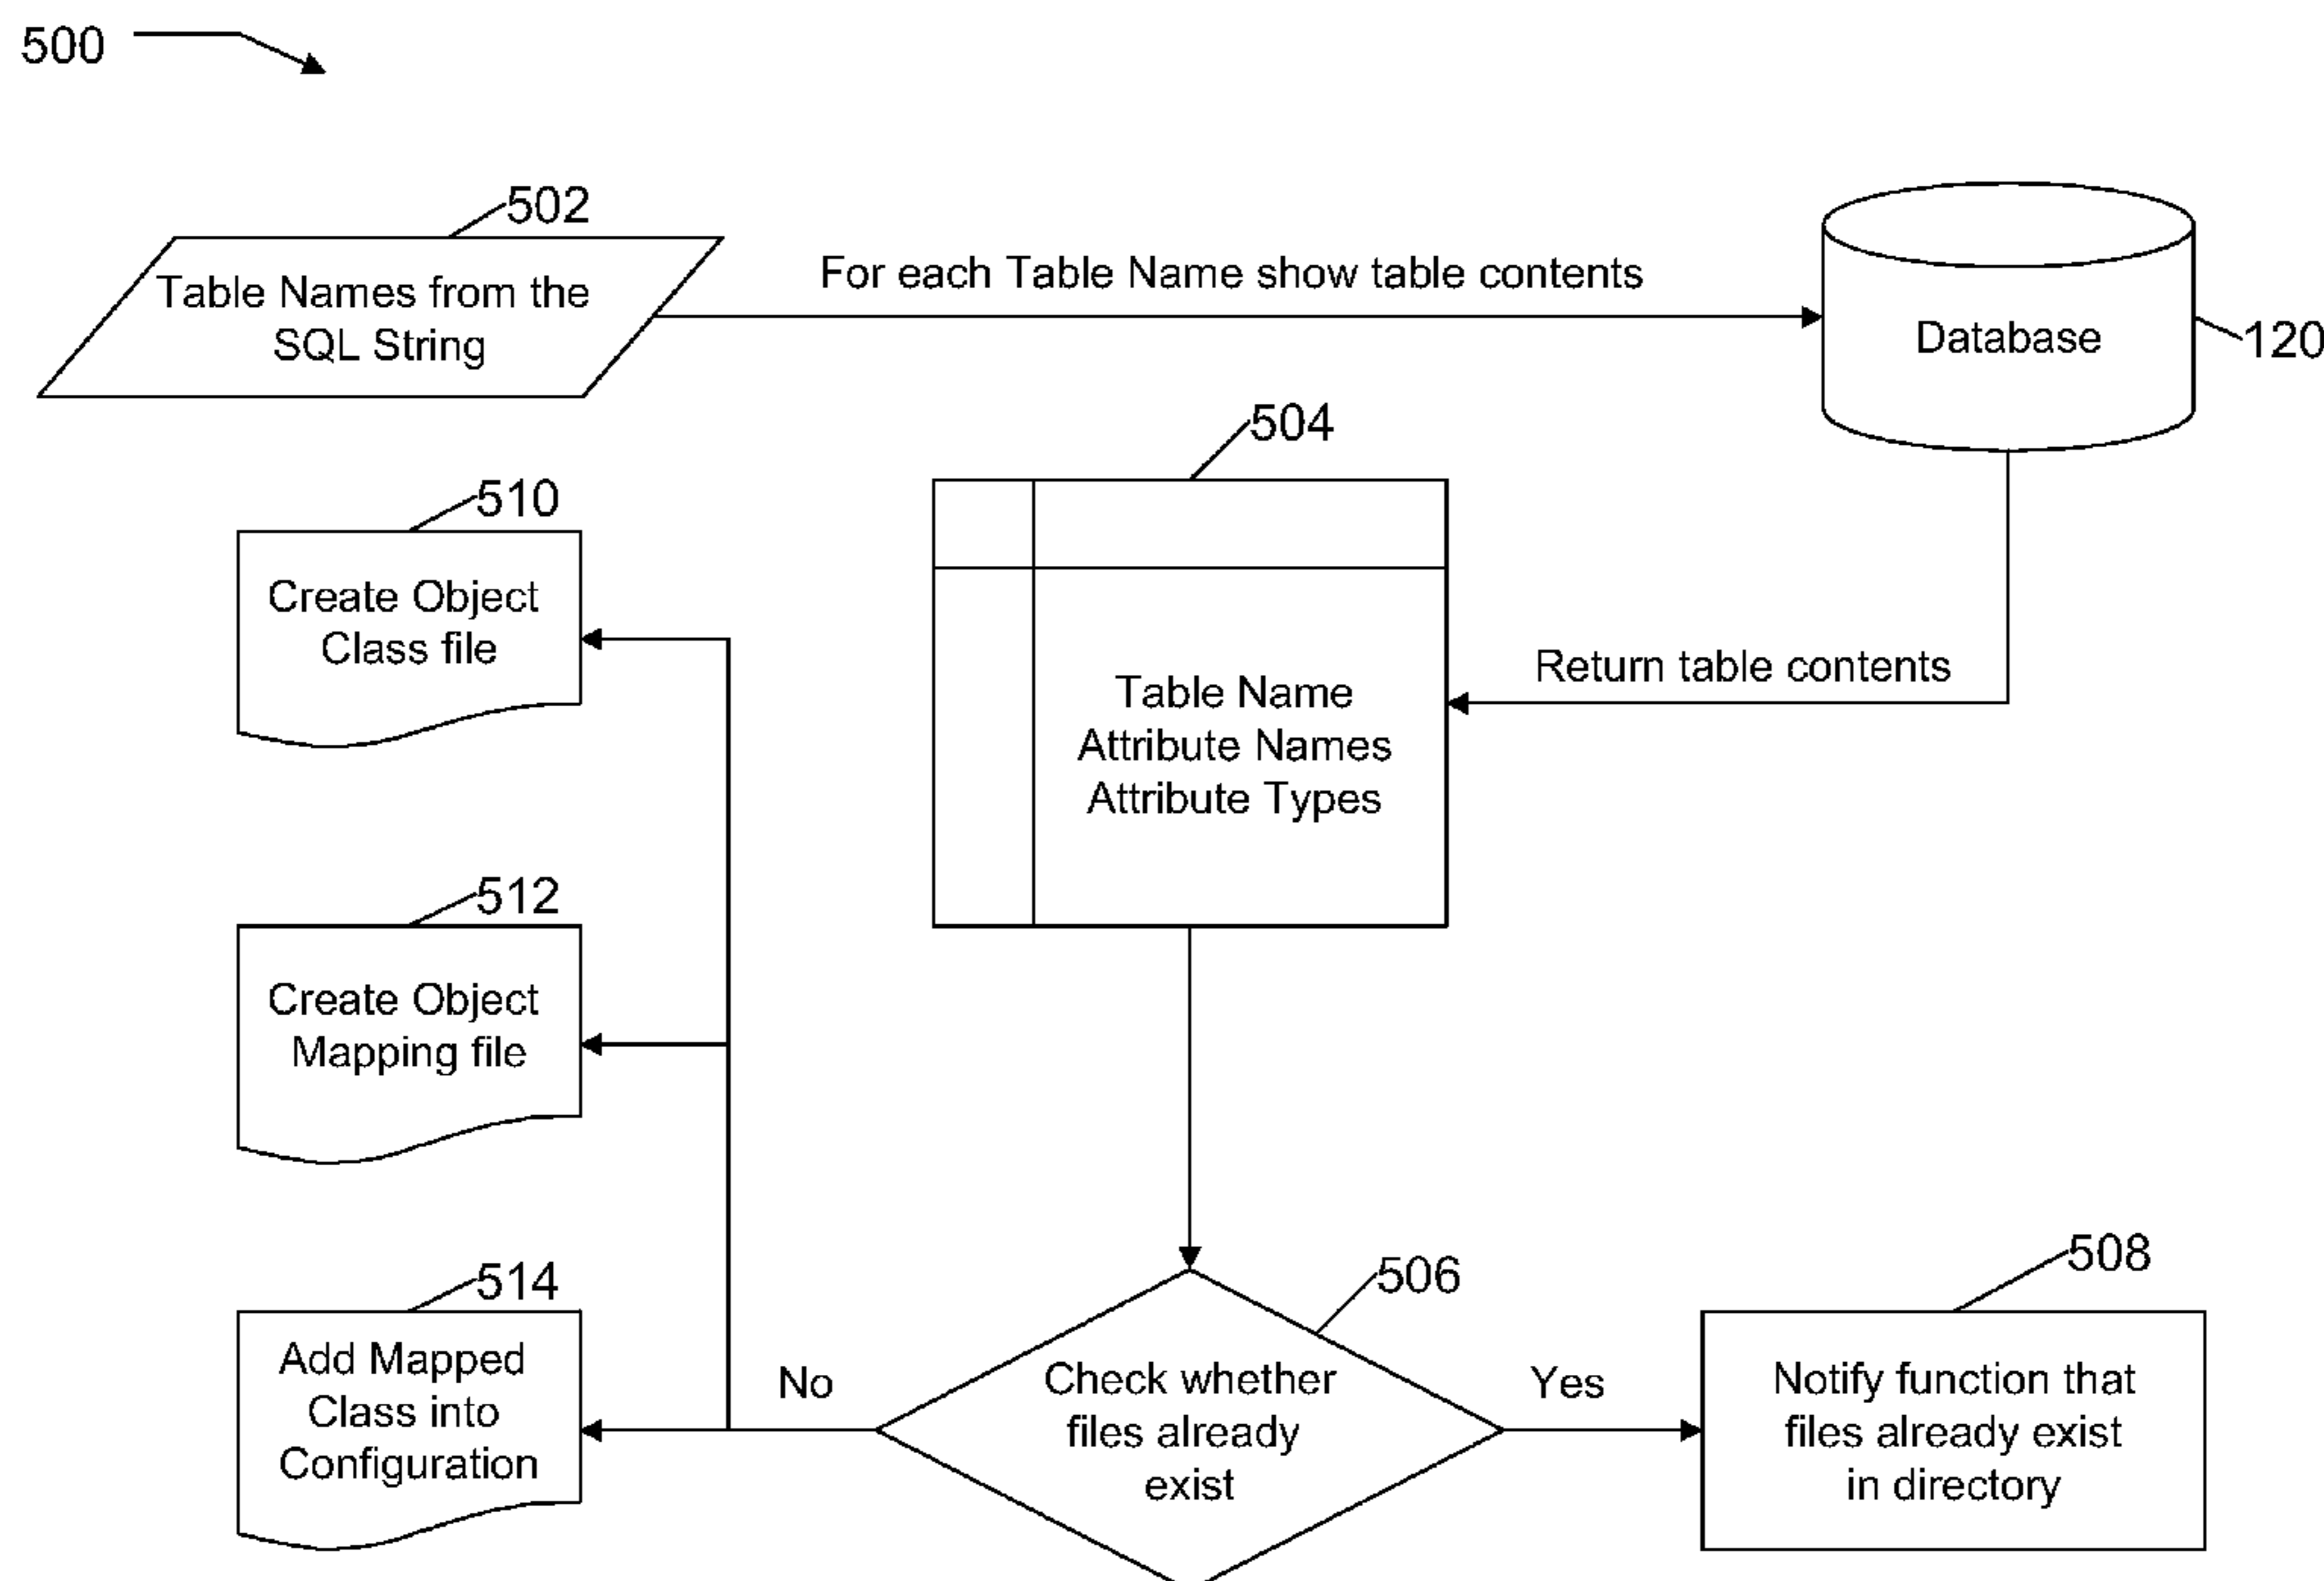 500
502
Table Names from the
SQL String
For each Table Name show table contents
Database
120
504
510
Create Object
Class file
Table Name
Attribute Names
Attribute Types
Return table contents
512
Create Object
Mapping file
514
Add Mapped
Class into
Configuration
No
506
Check whether
files already
exist
Yes
508
Notify function that
files already exist
in directory